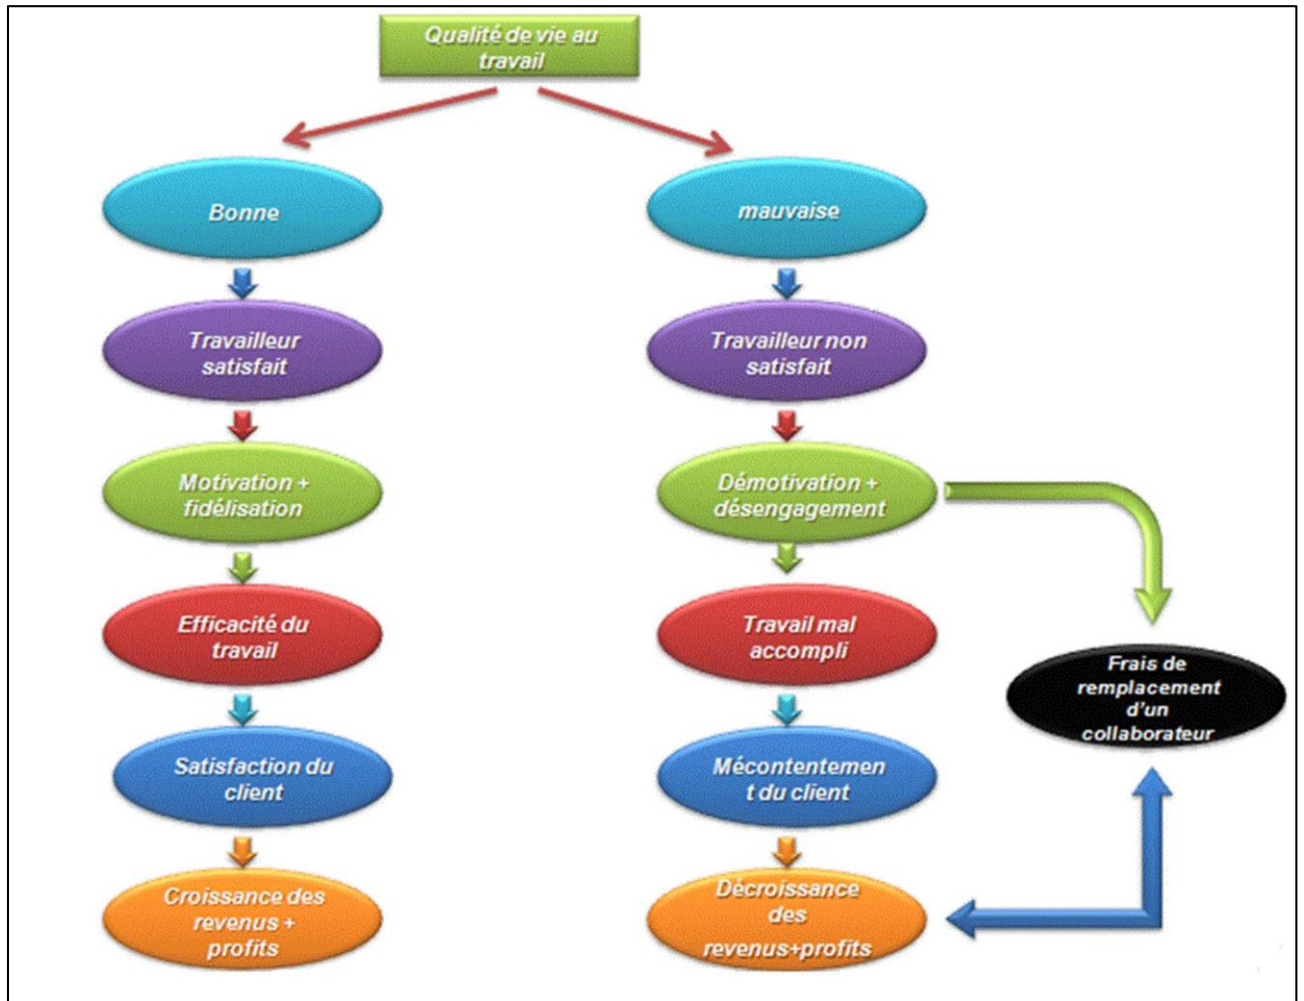 Qualité de vie au
travail
Bonne
mauvaise
Travailleur
satisfait
Travailleur non
satisfait
Motivation +
fidélisation
Démotivation +
désengagement
Efficacité du
travail
Travail mal
accompli
Frais de
remplacement
d'un
collaborateur
Satisfaction du
client
Mécontentemen
t du client
Croissance des
revenus +
profits
Décroissance
des
revenus+profits